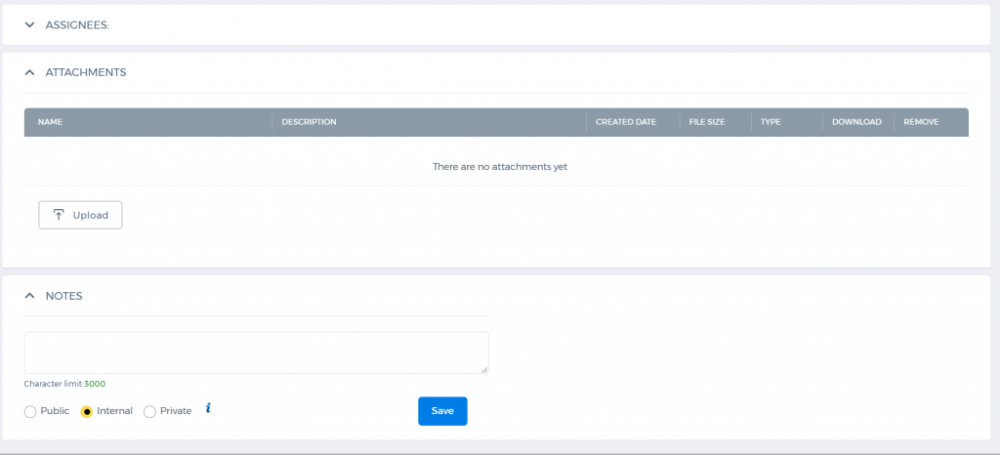 ASSIGNEES:
ATTACHMENTS
NAME DESCRIPTION CREATED DATE FILE SIZE TYPE DOWNLOAD REMOVE
There are no attachments yet
Upload
NOTES
Character limit:3000
Public Internal Private i
Save